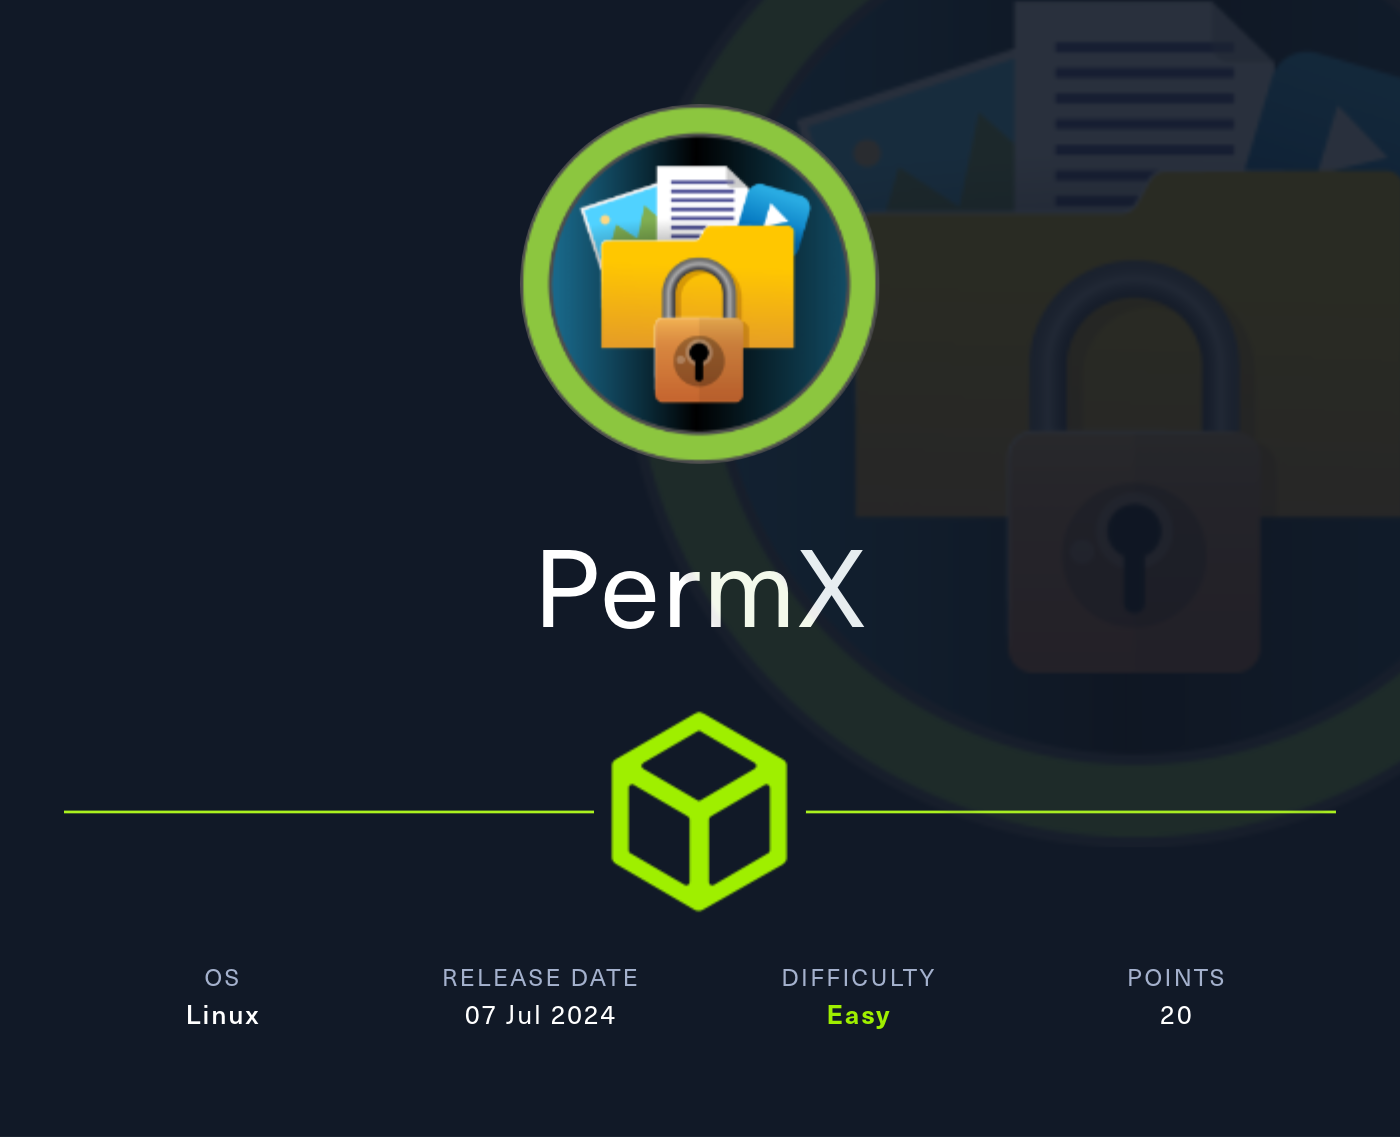 PermX
OS
Linux
RELEASE DATE
07 Jul 2024
DIFFICULTY
Easy
POINTS
20